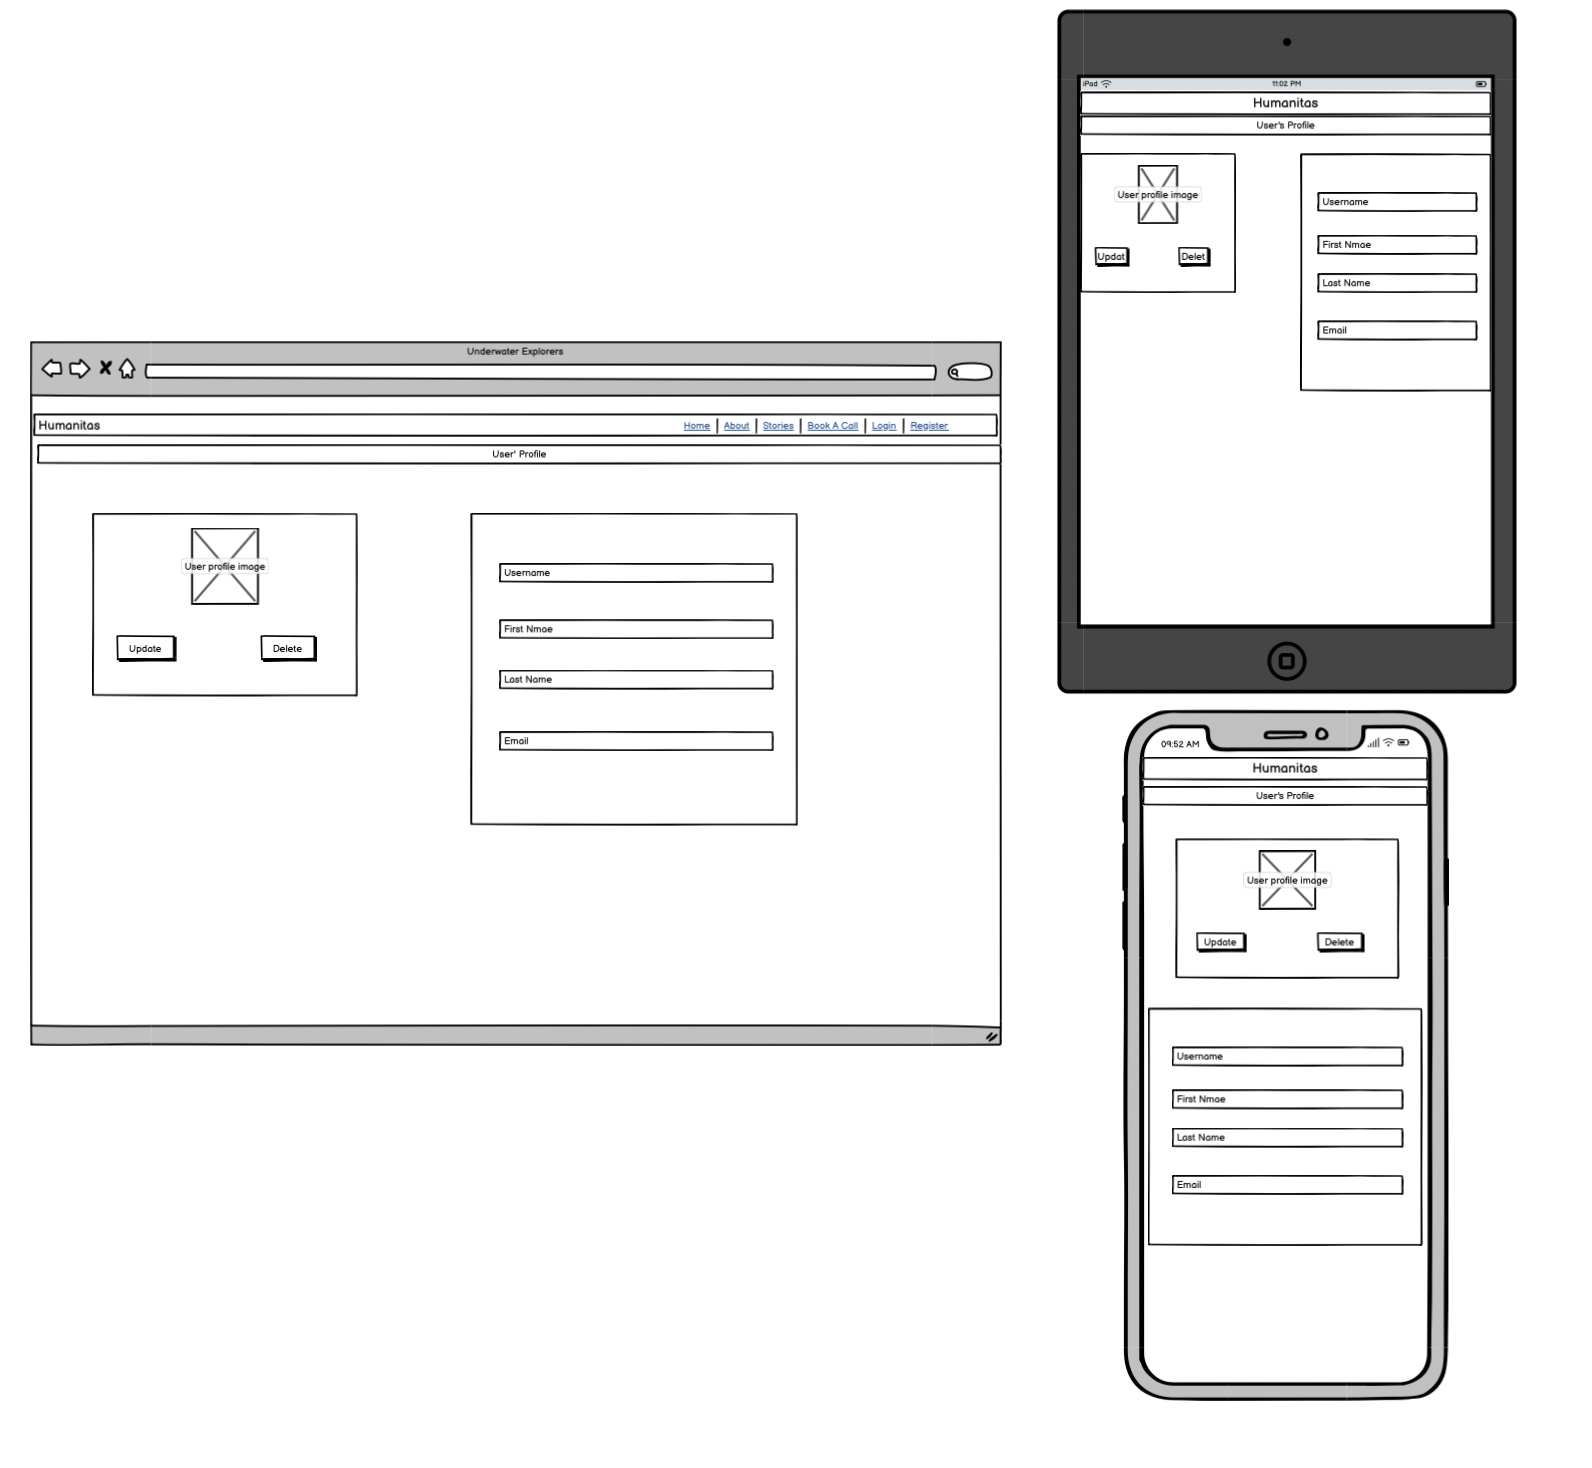 Underwater Explorers
Humanitas Home About Stories Book A Call Login Register
User' Profile
User profile image
Update Delete
Username
First Nmae
Last Name
Email
iPad 11:02 PM
Humanitas
User's Profile
User profile image
Updat Delet
Username
First Nmae
Last Name
Email
09:52 AM
Humanitas
User's Profile
User profile image
Update Delete
Username
First Nmae
Last Name
Email